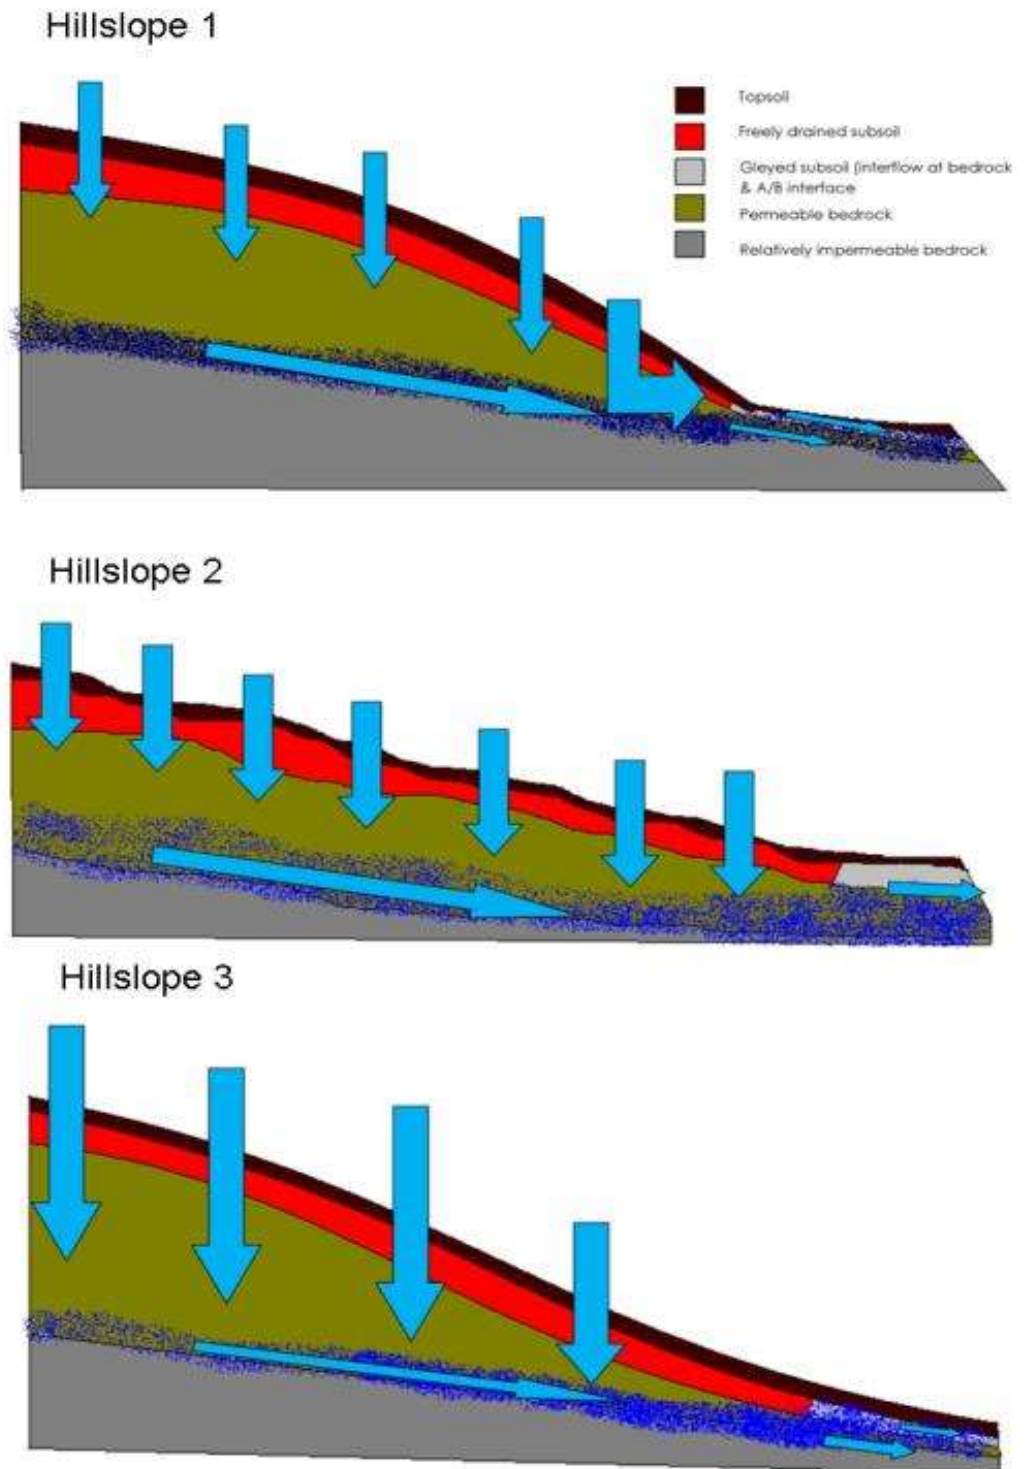 Hillslope 1
Topsoil
Freely drained subsoil
Gleyed subsoil (interflow at bedrock
& A/B interface
Permeable bedrock
Relatively impermeable bedrock
Hillslope 2
Hillslope 3